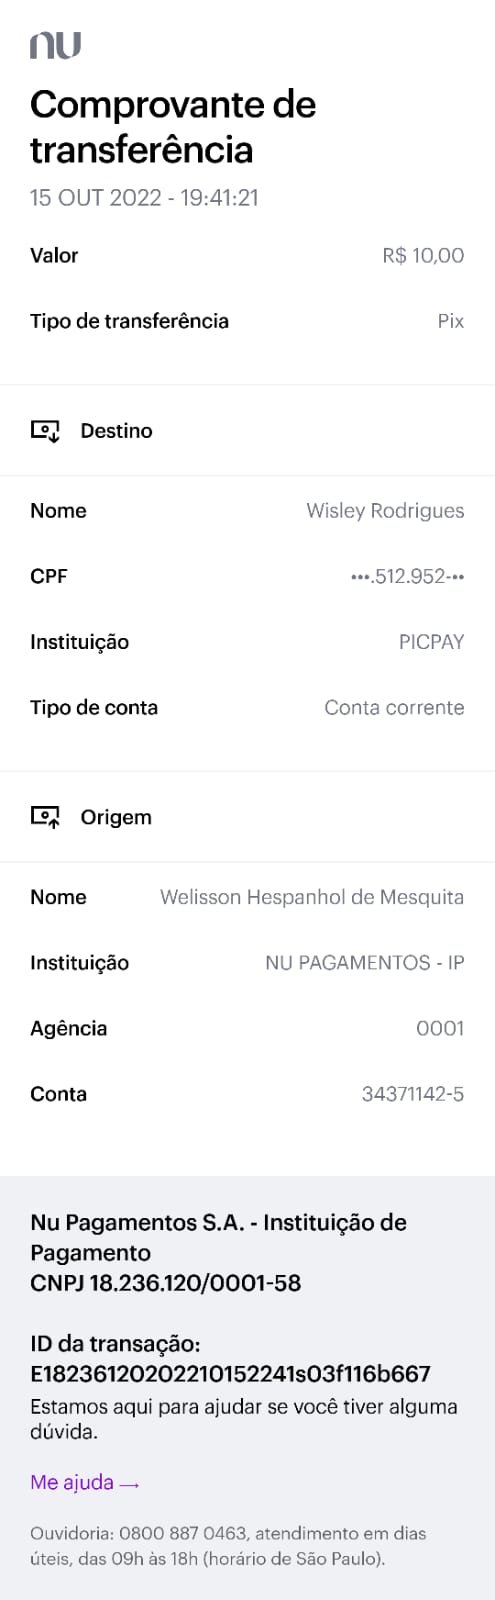 nu
Comprovante de
transferência
15 OUT 2022 - 19:41:21
Valor R$ 10,00
Tipo de transferência Pix
Destino
Nome Wisley Rodrigues
CPF •••.512.952-••
Instituição PICPAY
Tipo de conta Conta corrente
Origem
Nome Welisson Hespanhol de Mesquita
Instituição NU PAGAMENTOS - IP
Agência 0001
Conta 34371142-5
Nu Pagamentos S.A. - Instituição de
Pagamento
CNPJ 18.236.120/0001-58
ID da transação:
E18236120202210152241s03f116b667
Estamos aqui para ajudar se você tiver alguma
dúvida.
Me ajuda →
Ouvidoria: 0800 887 0463, atendimento em dias
úteis, das 09h às 18h (horário de São Paulo).